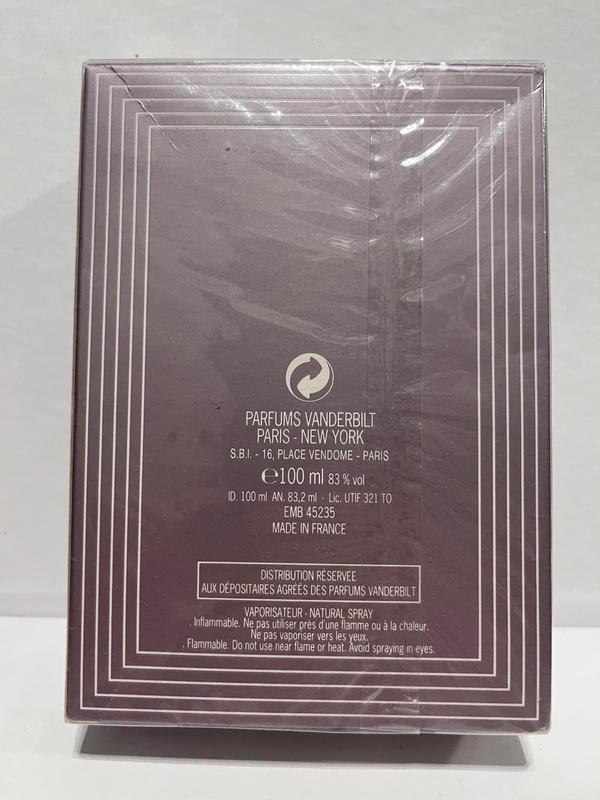 PARFUMS VANDERBILT
PARIS - NEW YORK
S.B.I. - 16, PLACE VENDOME - PARIS
℮100 ml 83 % vol
ID. 100 ml AN. 83,2 ml - Lic. UTIF 321 TO
EMB 45235
MADE IN FRANCE
DISTRIBUTION RÉSERVEE
AUX DÉPOSITAIRES AGRÉÉS DES PARFUMS VANDERBILT
VAPORISATEUR - NATURAL SPRAY
. Inflammable. Ne pas utiliser près d'une flamme ou à la chaleur.
Ne pas vaporiser vers les yeux.
. Flammable. Do not use near flame or heat. Avoid spraying in eyes.